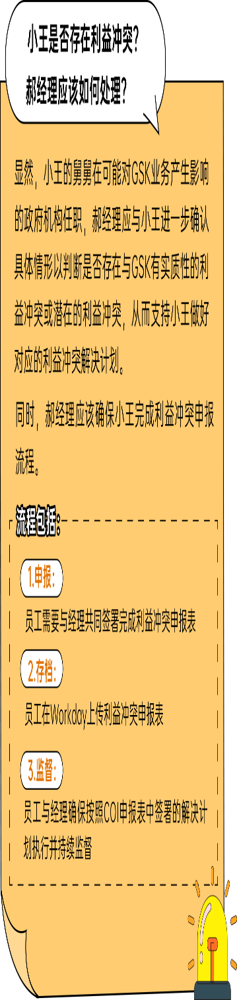 小王是否存在利益冲突？
郝经理应该如何处理？
显然，小王的舅舅在可能对GSK业务产生影响
的政府机构任职，郝经理应与小王进一步确认
具体情形以判断是否存在与GSK有实质性的利
益冲突或潜在的利益冲突，从而支持小王做好
对应的利益冲突解决计划。
同时，郝经理应该确保小王完成利益冲突申报
流程。
流程包括：
1.申报：
员工需要与经理共同签署完成利益冲突申报表
2.存档：
员工在Workday上传利益冲突申报表
3.监督：
员工与经理确保按照COI申报表中签署的解决计
划执行并持续监督